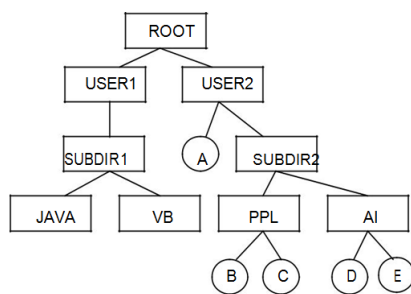 ROOT
USER1 USER2
SUBDIR1 A SUBDIR2
JAVA VB PPL AI
B C D E